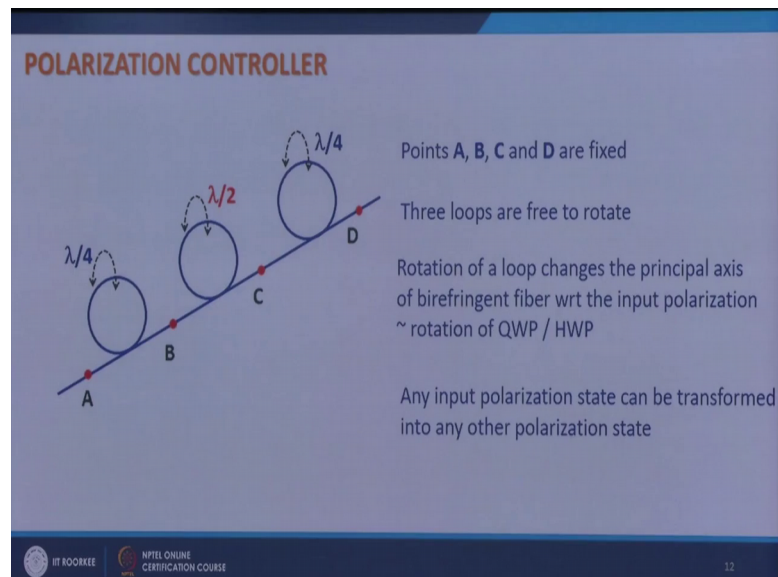 POLARIZATION CONTROLLER
λ/4
λ/2
λ/4
A
B
C
D
Points A, B, C and D are fixed
Three loops are free to rotate
Rotation of a loop changes the principal axis
of birefringent fiber wrt the input polarization
~ rotation of QWP / HWP
Any input polarization state can be transformed
into any other polarization state
IIT ROORKEE
NPTEL ONLINE
CERTIFICATION COURSE
12